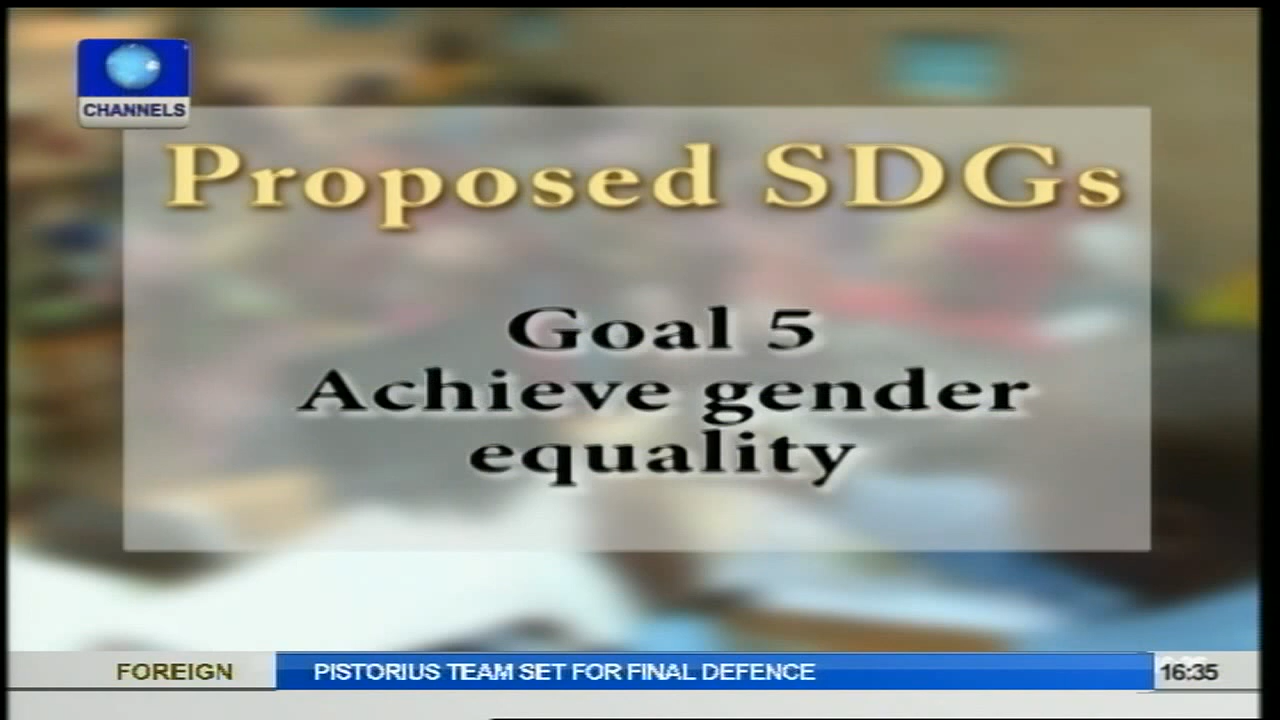 CHANNELS
Proposed SDGs
Goal 5
Achieve gender
equality
FOREIGN
PISTORIUS TEAM SET FOR FINAL DEFENCE
16:35